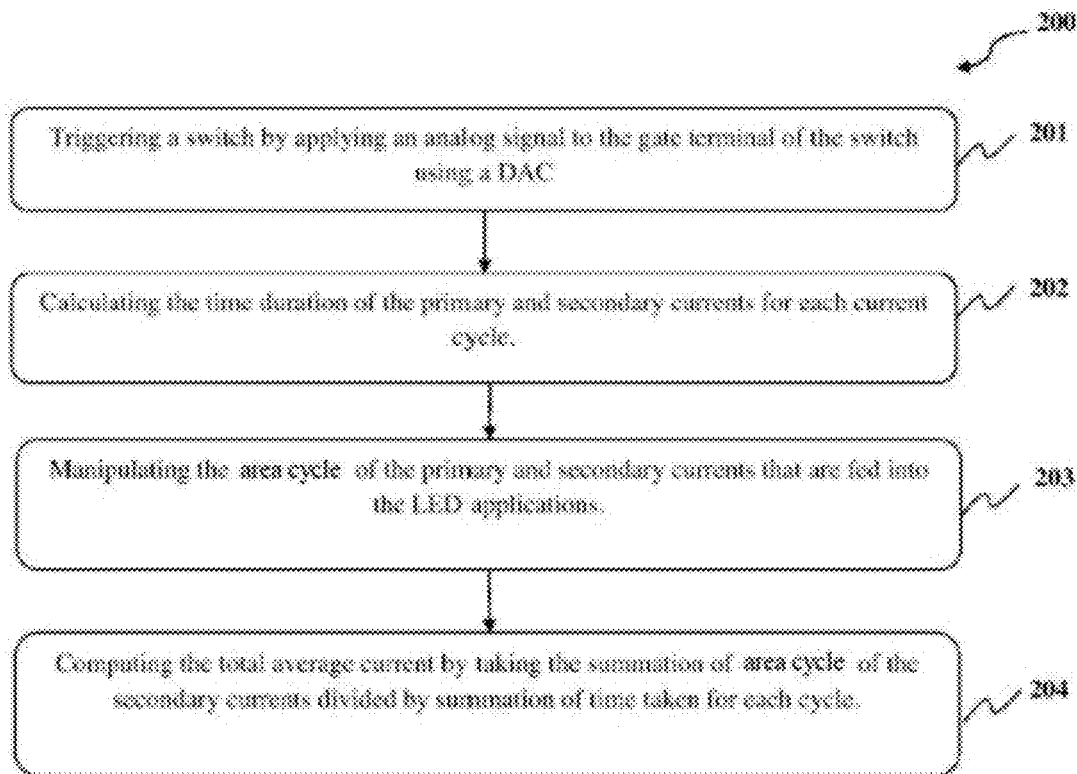 200
Triggering a switch by applying an analog signal to the gate terminal of the switch
using a DAC
201
Calculating the time duration of the primary and secondary currents for each current
cycle.
202
Manipulating the area cycle of the primary and secondary currents that are fed into
the LED applications.
203
Computing the total average current by taking the summation of area cycle of the
secondary currents divided by summation of time taken for each cycle.
204